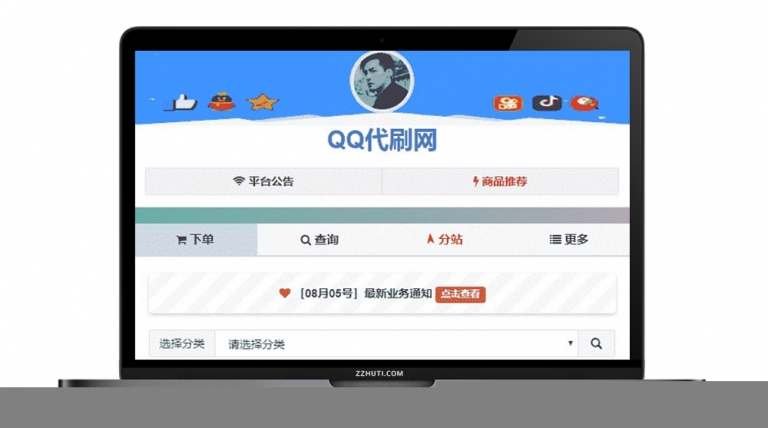 QQ代刷网
平台公告
商品推荐
下单
查询
分站
更多
[08月05号] 最新业务通知 点击查看
选择分类
请选择分类
ZZHUTI.COM